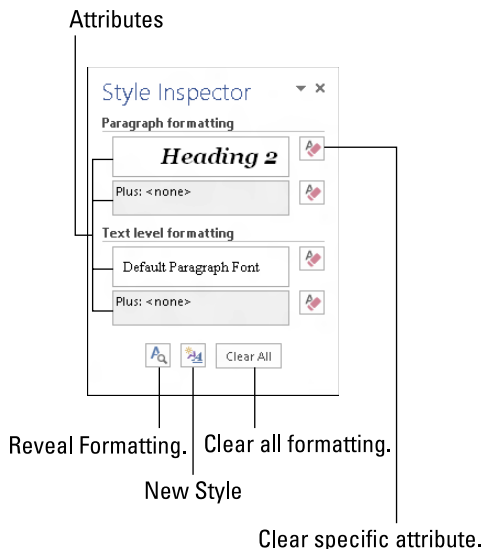 Attributes
Style Inspector
Paragraph formatting
Heading 2
Plus: <none>
Text level formatting
Default Paragraph Font
Plus: <none>
Clear All
Reveal Formatting.
Clear all formatting.
New Style
Clear specific attribute.